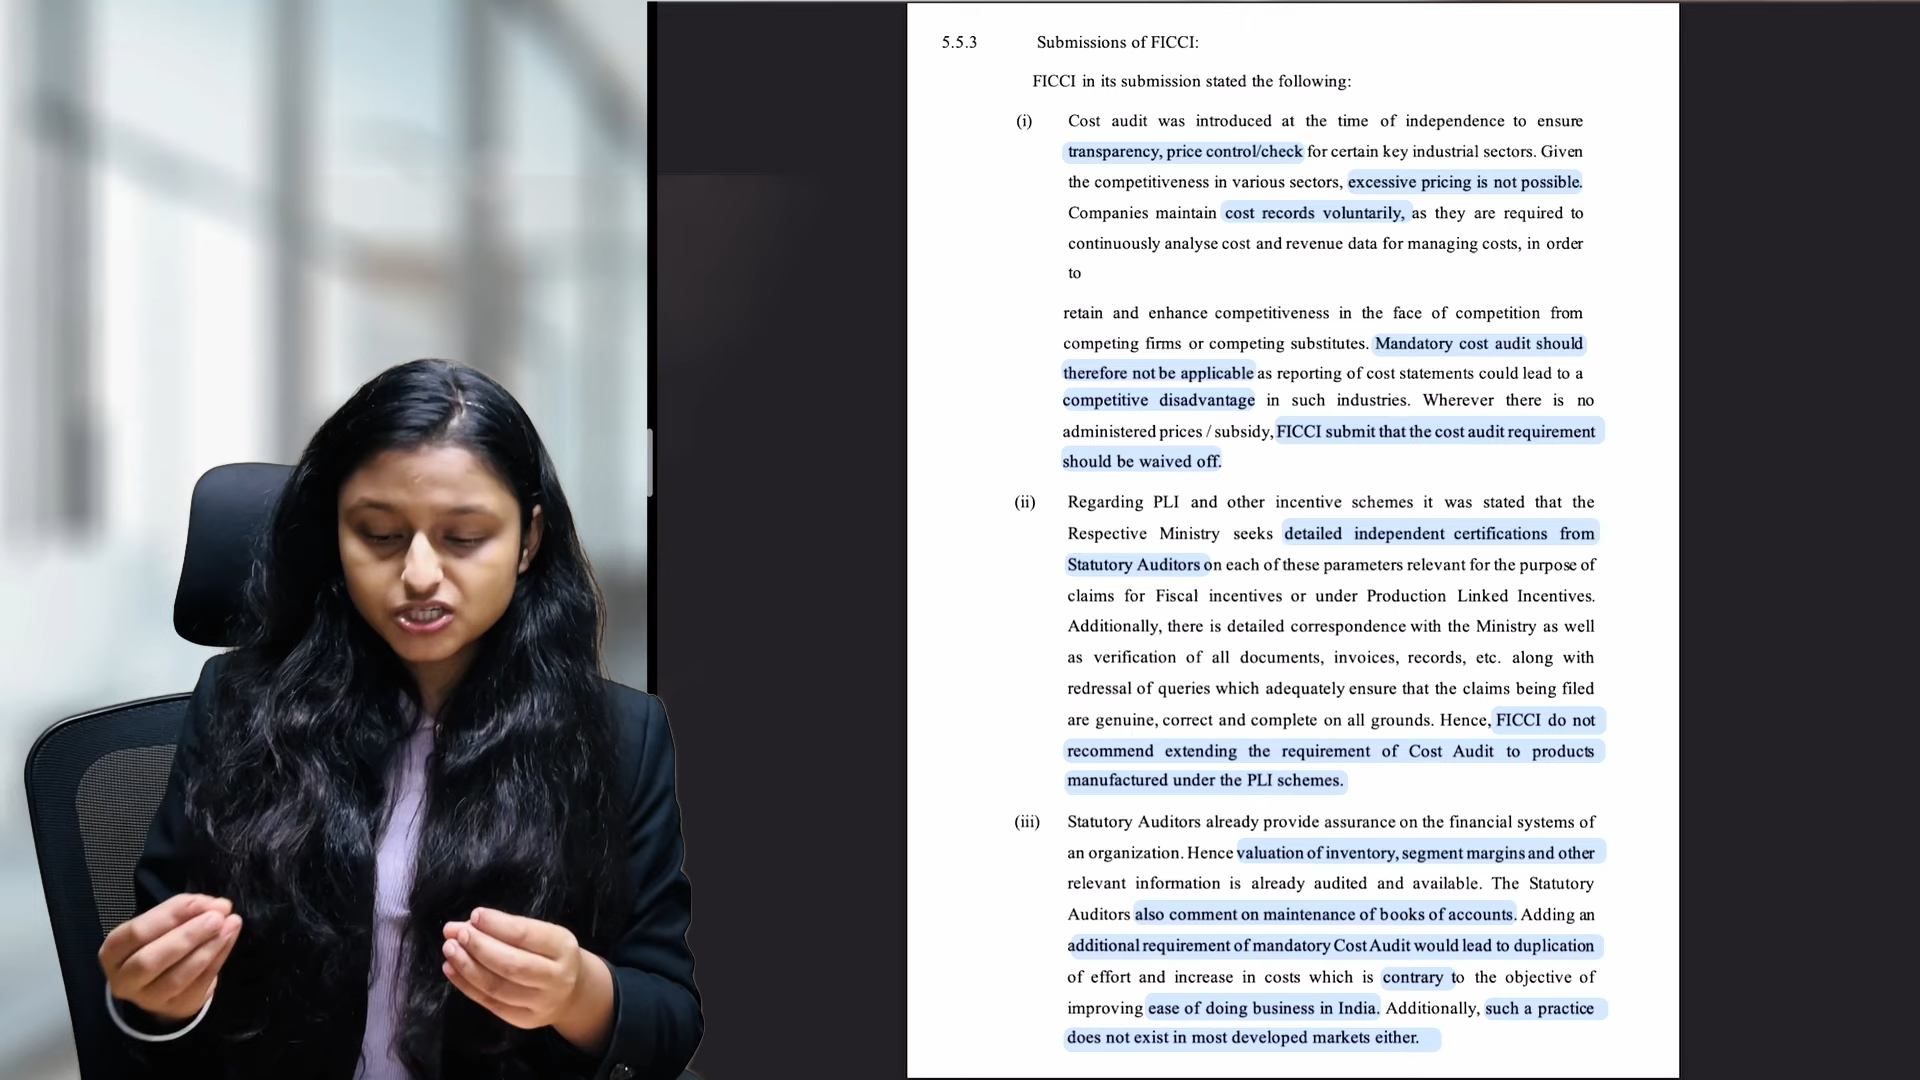 5.5.3 Submissions of FICCI:
FICCI in its submission stated the following:
(i) Cost audit was introduced at the time of independence to ensure
transparency, price control/check for certain key industrial sectors. Given
the competitiveness in various sectors, excessive pricing is not possible.
Companies maintain cost records voluntarily, as they are required to
continuously analyse cost and revenue data for managing costs, in order
to
retain and enhance competitiveness in the face of competition from
competing firms or competing substitutes. Mandatory cost audit should
therefore not be applicable as reporting of cost statements could lead to a
competitive disadvantage in such industries. Wherever there is no
administered prices / subsidy, FICCI submit that the cost audit requirement
should be waived off.
(ii) Regarding PLI and other incentive schemes it was stated that the
Respective Ministry seeks detailed independent certifications from
Statutory Auditors on each of these parameters relevant for the purpose of
claims for Fiscal incentives or under Production Linked Incentives.
Additionally, there is detailed correspondence with the Ministry as well
as verification of all documents, invoices, records, etc. along with
redressal of queries which adequately ensure that the claims being filed
are genuine, correct and complete on all grounds. Hence, FICCI do not
recommend extending the requirement of Cost Audit to products
manufactured under the PLI schemes.
(iii) Statutory Auditors already provide assurance on the financial systems of
an organization. Hence valuation of inventory, segment margins and other
relevant information is already audited and available. The Statutory
Auditors also comment on maintenance of books of accounts. Adding an
additional requirement of mandatory Cost Audit would lead to duplication
of effort and increase in costs which is contrary to the objective of
improving ease of doing business in India. Additionally, such a practice
does not exist in most developed markets either.